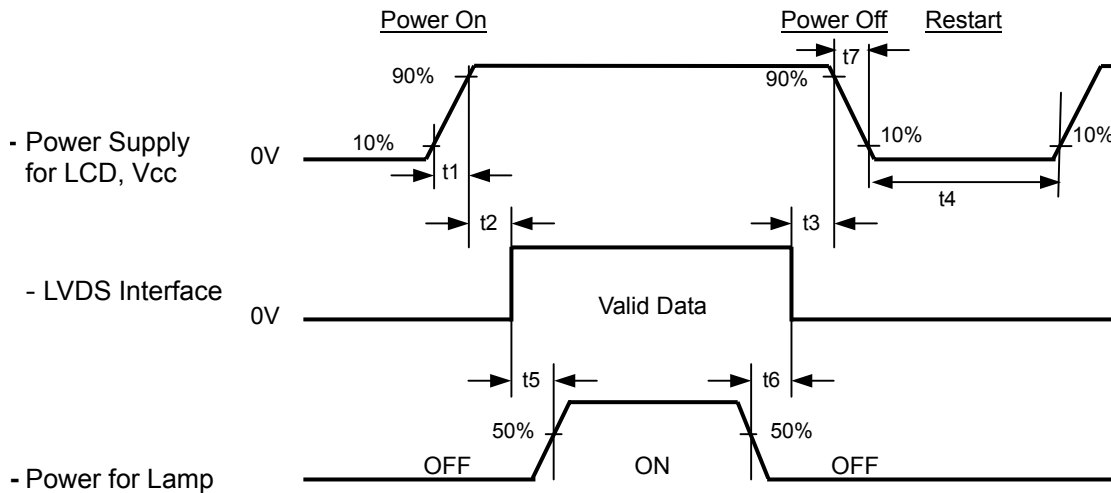 Power On
Power Off
Restart
t7
90%
90%
- Power Supply
for LCD, Vcc
0V
10%
10%
10%
t1
t4
t2
t3
- LVDS Interface
Valid Data
0V
t5
t6
50%
50%
OFF
ON
OFF
- Power for Lamp